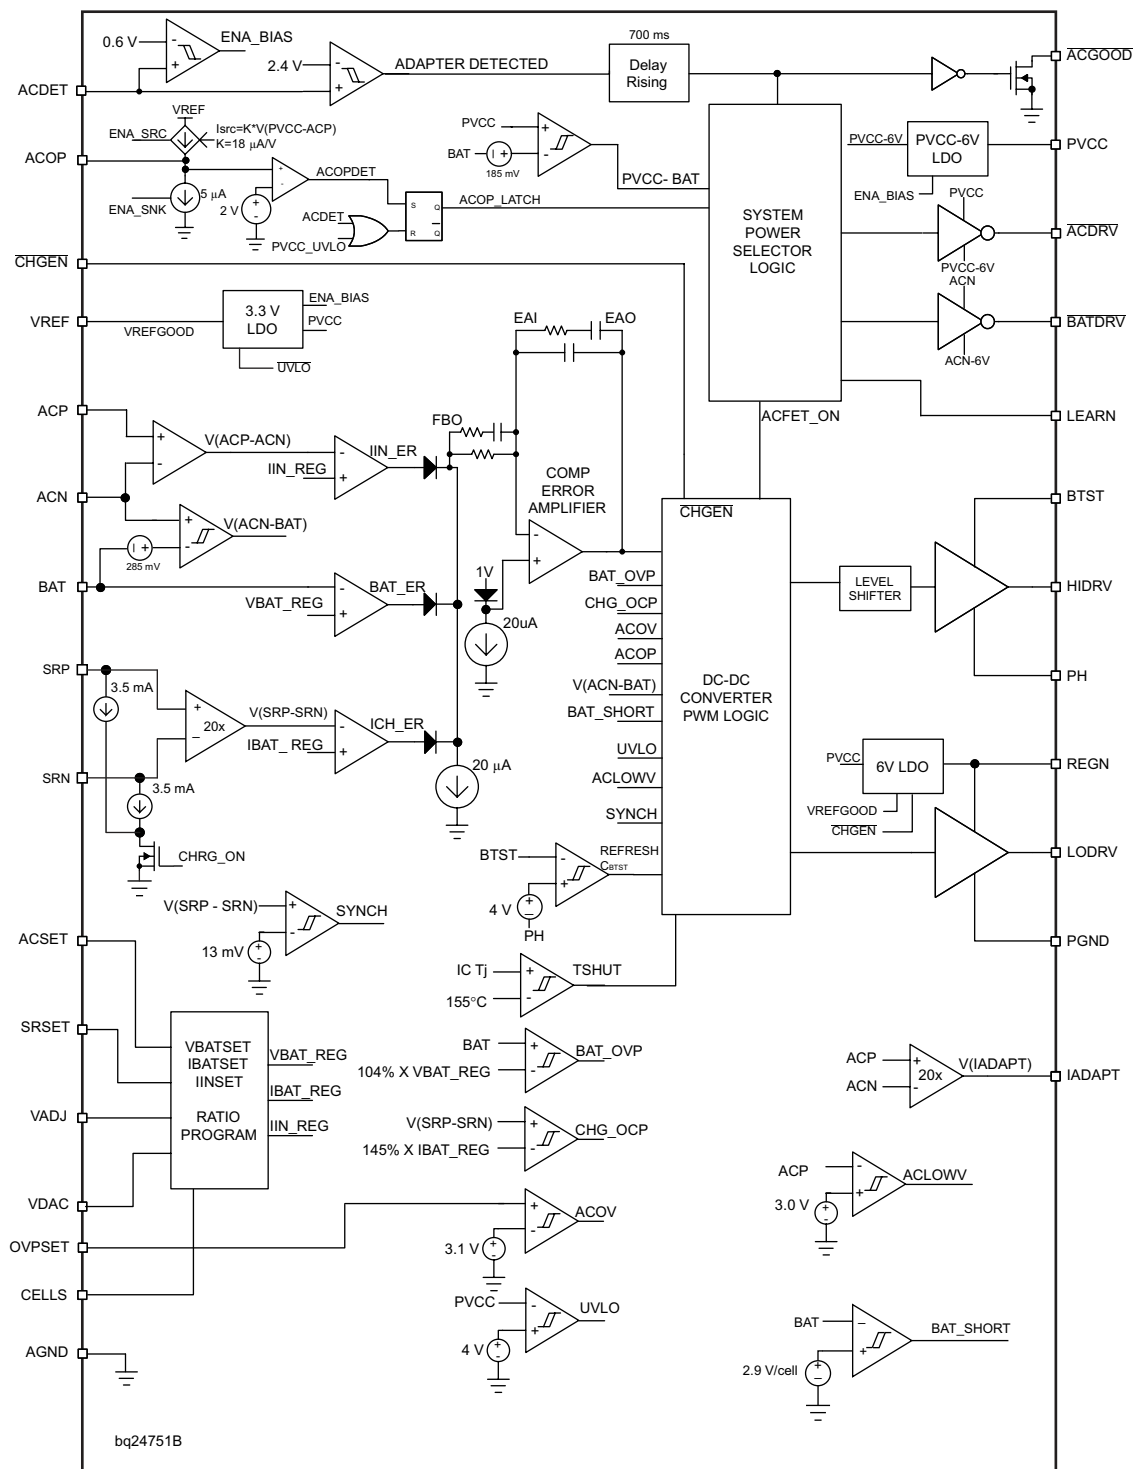 700 ms
0.6 V
ENA_BIAS
2.4 V
ADAPTER DETECTED
Delay
Rising
ACGOOD
ACDET
VREF
ENA_SRC
Isrc=K*V(PVCC-ACP)
K=18 µA/V
ACOP
5 µA
ENA_SNK
2 V
ACOPDET
ACDET
PVCC_UVLO
S
R
Q
Q
ACOP_LATCH
PVCC
BAT
185 mV
PVCC- BAT
SYSTEM
POWER
SELECTOR
LOGIC
PVCC-6V
PVCC-6V
LDO
PVCC
ENA_BIAS
PVCC
ACDRV
PVCC-6V
ACN
BATDRV
ACN-6V
LEARN
ACFET_ON
CHGEN
VREF
VREFGOOD
3.3 V
LDO
ENA_BIAS
PVCC
UVLO
EAI
EAO
FBO
ACP
V(ACP-ACN)
IIN_REG
IIN_ER
COMP
ERROR
AMPLIFIER
ACN
V(ACN-BAT)
285 mV
BAT
VBAT_REG
BAT_ER
1V
20uA
CHGEN
BAT_OVP
CHG_OCP
ACOV
ACOP
V(ACN-BAT)
BAT_SHORT
UVLO
ACLOWV
SYNCH
DC-DC
CONVERTER
PWM LOGIC
BTST
LEVEL
SHIFTER
HIDRV
PH
SRP
3.5 mA
20x
V(SRP-SRN)
IBAT_ REG
ICH_ER
20 µA
SRN
3.5 mA
CHRG_ON
PVCC
6V LDO
REGN
VREFGOOD
CHGEN
LODRV
PGND
BTST
REFRESH
CBTST
4 V
PH
V(SRP - SRN)
SYNCH
13 mV
IC Tj
155°C
TSHUT
ACSET
SRSET
VADJ
VDAC
OVPSET
CELLS
AGND
VBATSET
IBATSET
IINSET
RATIO
PROGRAM
VBAT_REG
IBAT_REG
IIN_REG
BAT
104% X VBAT_REG
BAT_OVP
V(SRP-SRN)
145% X IBAT_REG
CHG_OCP
ACP
ACN
20x
V(IADAPT)
IADAPT
3.1 V
ACOV
ACP
3.0 V
ACLOWV
PVCC
4 V
UVLO
BAT
2.9 V/cell
BAT_SHORT
bq24751B